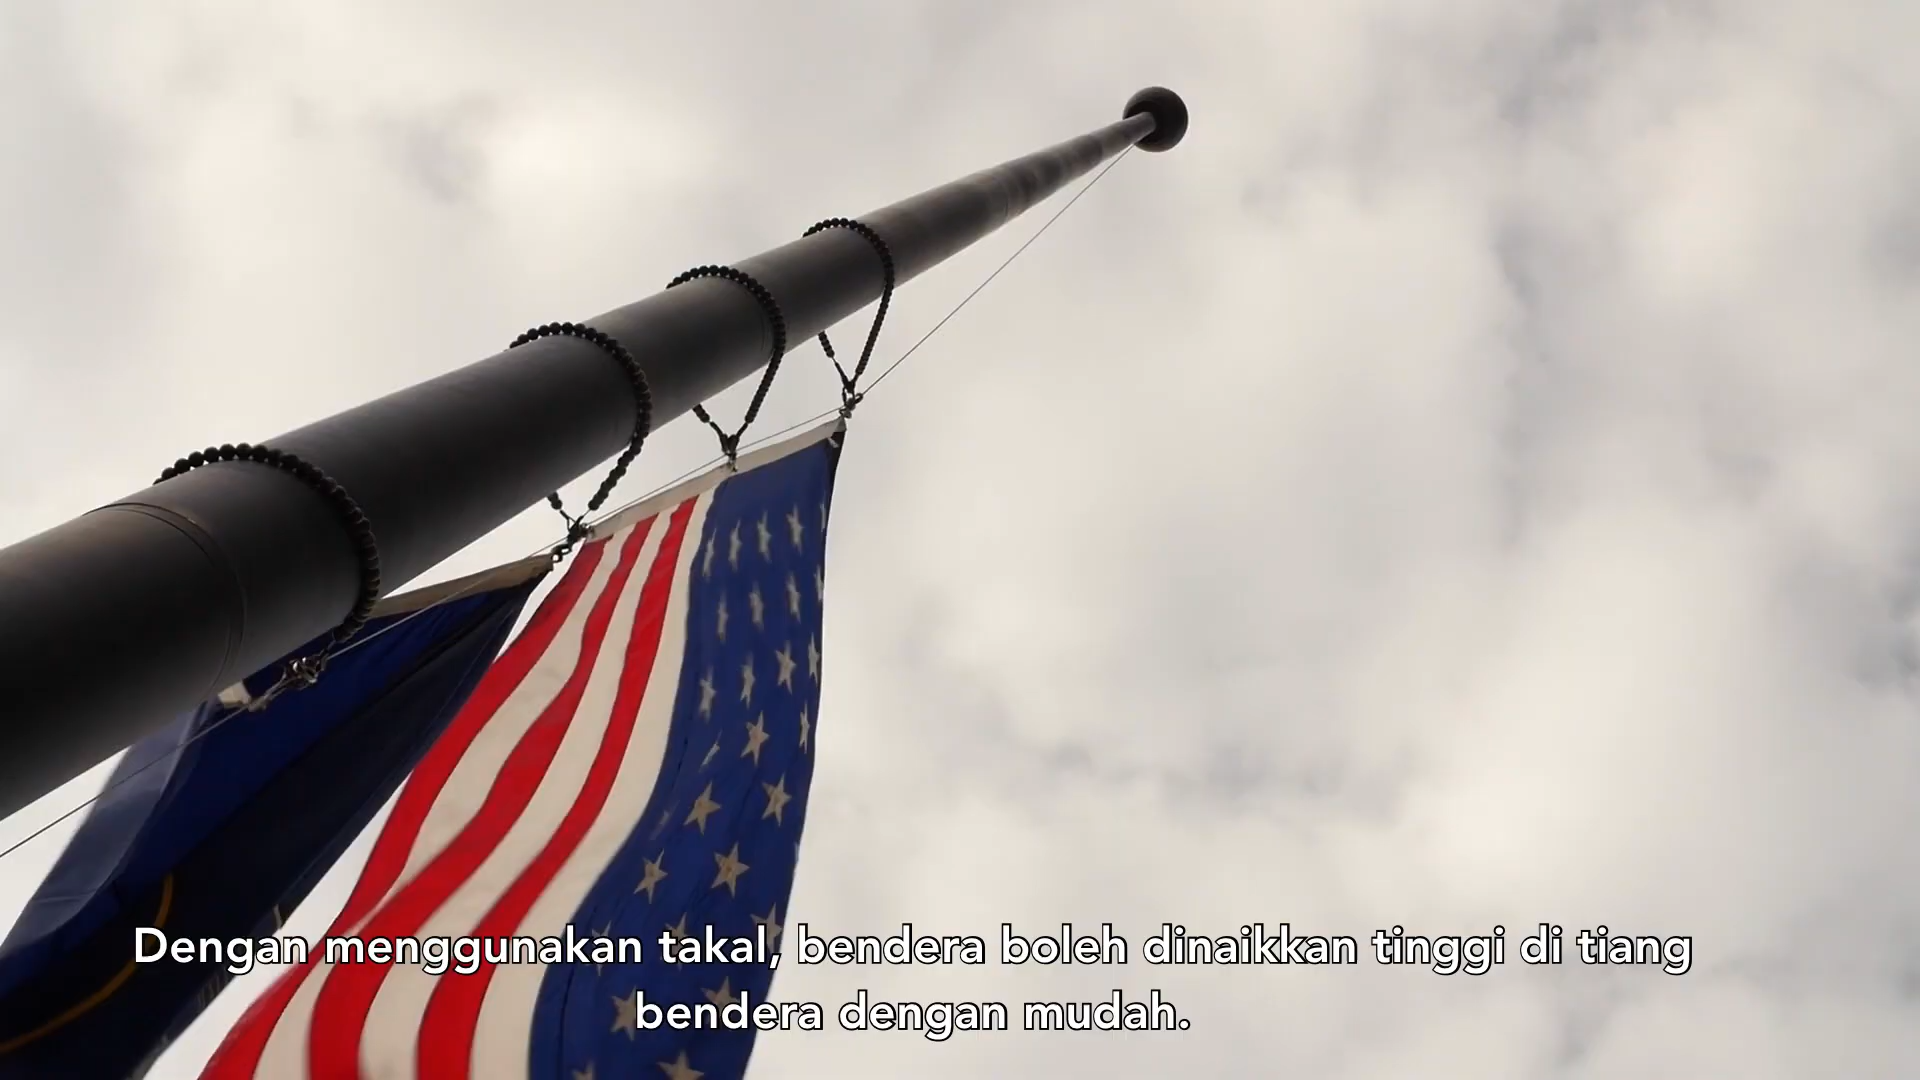 Dengan menggunakan takal, bendera boleh dinaikkan tinggi di tiang
bendera dengan mudah.